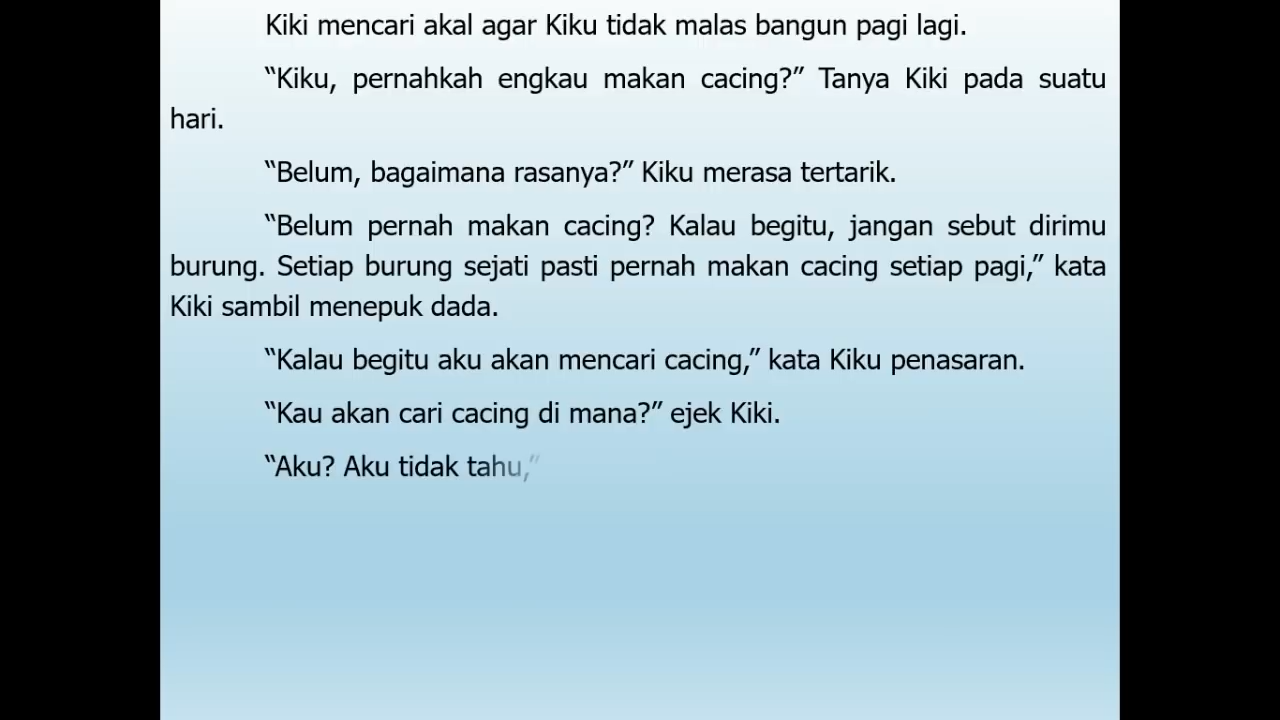 Kiki mencari akal agar Kiku tidak malas bangun pagi lagi.
“Kiku, pernahkah engkau makan cacing?” Tanya Kiki pada suatu
hari.
“Belum, bagaimana rasanya?” Kiku merasa tertarik.
“Belum pernah makan cacing? Kalau begitu, jangan sebut dirimu
burung. Setiap burung sejati pasti pernah makan cacing setiap pagi,” kata
Kiki sambil menepuk dada.
“Kalau begitu aku akan mencari cacing,” kata Kiku penasaran.
“Kau akan cari cacing di mana?” ejek Kiki.
“Aku? Aku tidak tahu,”